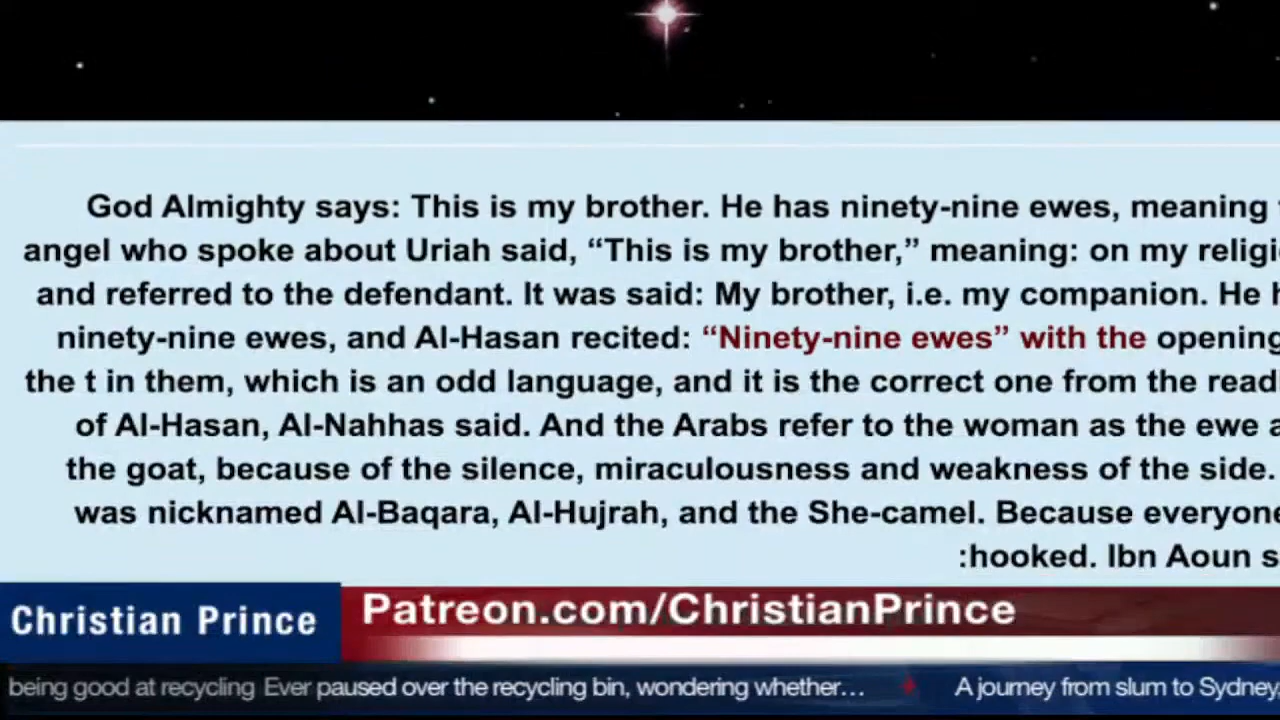 God Almighty says: This is my brother. He has ninety-nine ewes, meaning
angel who spoke about Uriah said, “This is my brother,” meaning: on my religi
and referred to the defendant. It was said: My brother, i.e. my companion. He h
ninety-nine ewes, and Al-Hasan recited: “Ninety-nine ewes” with the opening
the t in them, which is an odd language, and it is the correct one from the readi
of Al-Hasan, Al-Nahhas said. And the Arabs refer to the woman as the ewe a
the goat, because of the silence, miraculousness and weakness of the side.
was nicknamed Al-Baqara, Al-Hujrah, and the She-camel. Because everyone
:hooked. Ibn Aoun s
Christian Prince
Patreon.com/ChristianPrince
being good at recycling Ever paused over the recycling bin, wondering whether… A journey from slum to Sydney